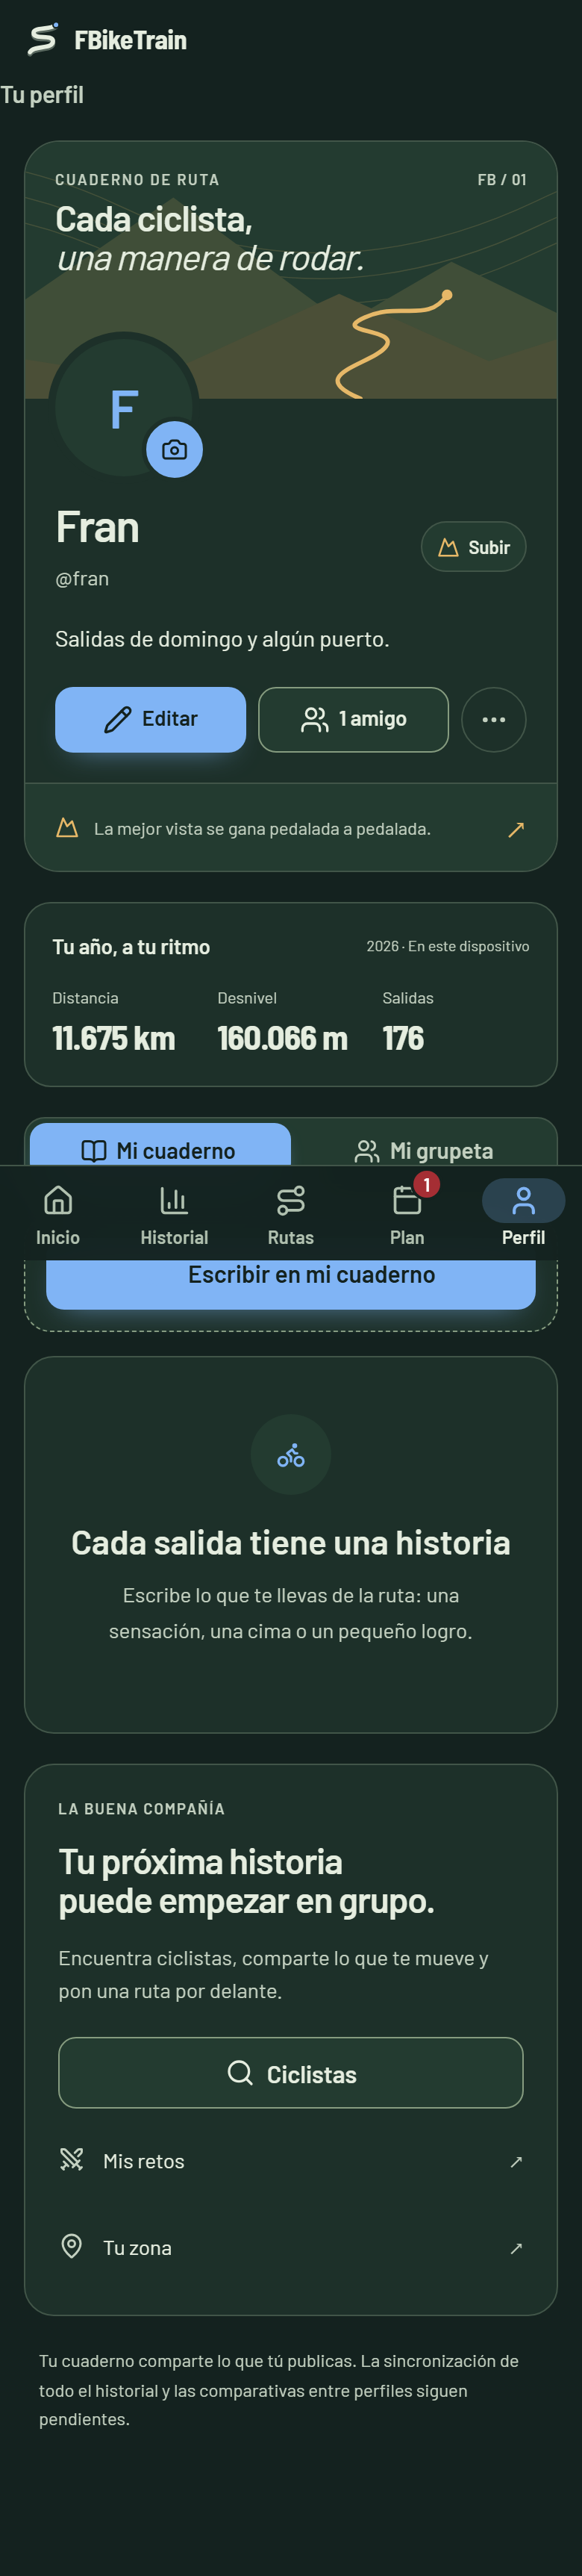 FBikeTrain
Tu perfil
CUADERNO DE RUTA
FB / 01
Cada ciclista,
una manera de rodar.
F
Fran
@fran
Subir
Salidas de domingo y algún puerto.
Editar
1 amigo
La mejor vista se gana pedalada a pedalada.
Tu año, a tu ritmo
2026 · En este dispositivo
Distancia
Desnivel
Salidas
11.675 km
160.066 m
176
Mi cuaderno
Mi grupeta
1
Inicio
Historial
Rutas
Plan
Perfil
Escribir en mi cuaderno
Cada salida tiene una historia
Escribe lo que te llevas de la ruta: una
sensación, una cima o un pequeño logro.
LA BUENA COMPAÑÍA
Tu próxima historia
puede empezar en grupo.
Encuentra ciclistas, comparte lo que te mueve y
pon una ruta por delante.
Ciclistas
Mis retos
Tu zona
Tu cuaderno comparte lo que tú publicas. La sincronización de
todo el historial y las comparativas entre perfiles siguen
pendientes.